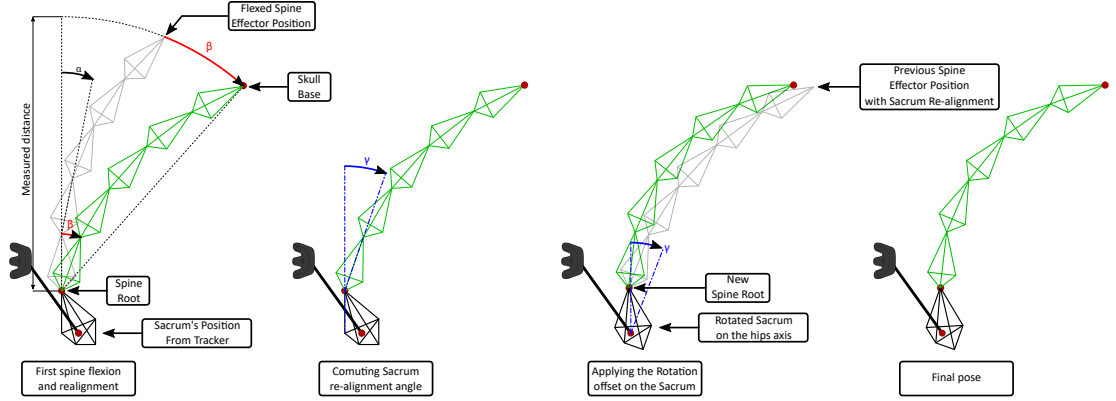 Flexed Spine
Effector Position
β
α
Measured distance
Skull
Base
β
Spine
Root
Sacrum's Position
From Tracker
First spine flexion
and realignment
γ
Comuting Sacrum
re-alignment angle
Previous Spine
Effector Position
with Sacrum Re-alignment
γ
New
Spine Root
Rotated Sacrum
on the hips axis
Applying the Rotation
offset on the Sacrum
Final pose